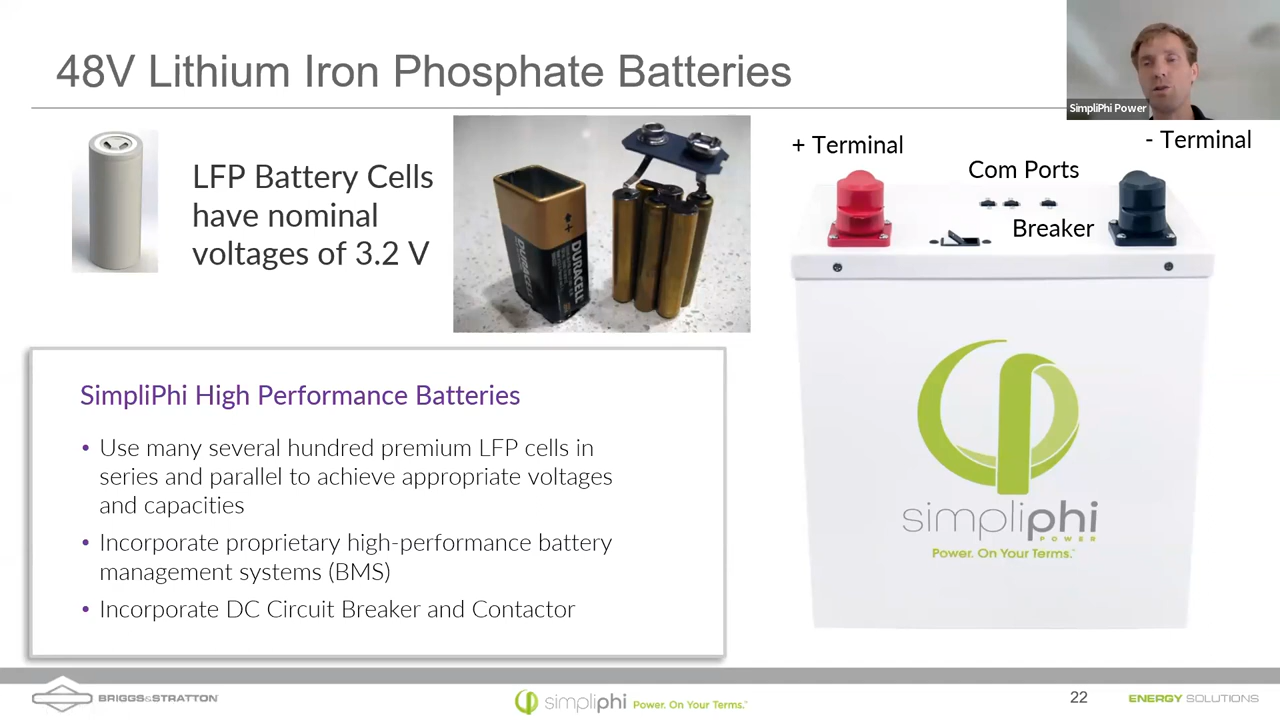 48V Lithium Iron Phosphate Batteries
SimpliPhi Power
LFP Battery Cells
have nominal
voltages of 3.2 V
DURACELL
DURACELL
+ Terminal
- Terminal
Com Ports
Breaker
simpliphi
POWER
Power. On Your Terms.
SimpliPhi High Performance Batteries
• Use many several hundred premium LFP cells in
series and parallel to achieve appropriate voltages
and capacities
• Incorporate proprietary high-performance battery
management systems (BMS)
• Incorporate DC Circuit Breaker and Contactor
BRIGGS&STRATTON
simpliphi Power. On Your Terms.
22
ENERGY SOLUTIONS